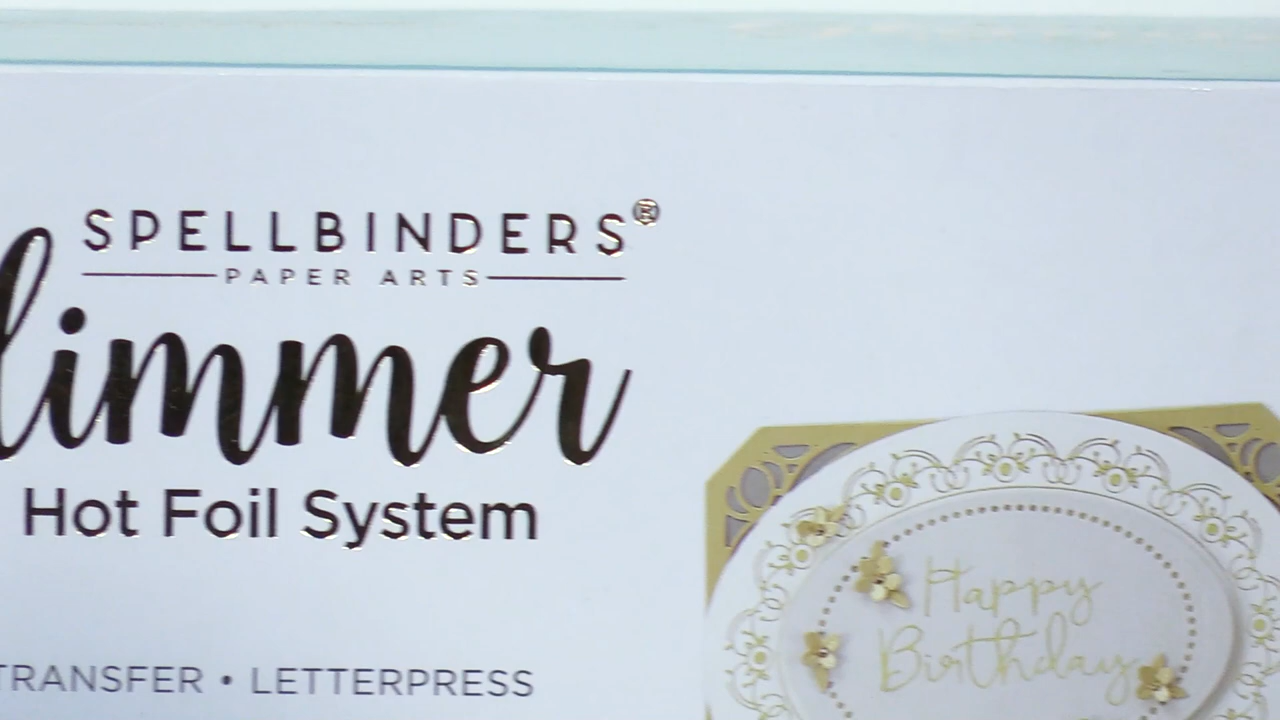 SPELLBINDERS®
PAPER ARTS
limmer
Hot Foil System
TRANSFER • LETTERPRESS
Happy
Birthday